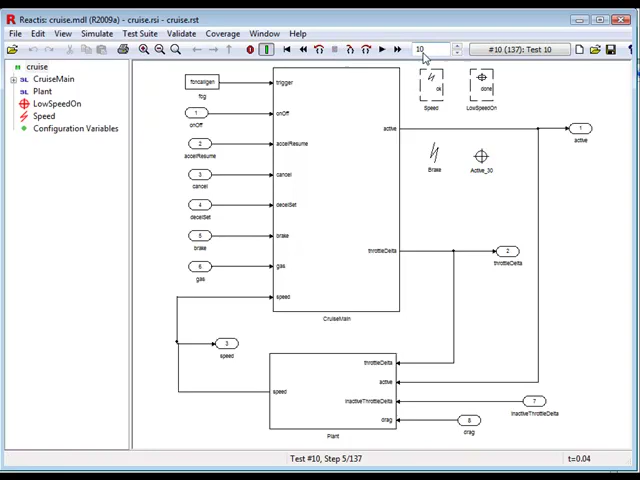 Reactis: cruise.mdl (R2009a) - cruise.rsi - cruise.rst
File Edit View Simulate Test Suite Validate Coverage Window Help
10
#10 (137): Test 10
cruise
CruiseMain
Plant
LowSpeedOn
Speed
Configuration Variables
fcncallgen
fog
trigger
1
onOff
onOff
2
accelResume
accelResume
3
cancel
cancel
4
decelSet
decelSet
5
brake
brake
6
gas
gas
speed
active
throttleDelta
CruiseMain
ok
Speed
done
LowSpeedOn
Brake
Active_30
1
active
2
throttleDelta
3
speed
throttleDelta
active
inactiveThrottleDelta
drag
speed
Plant
7
inactiveThrottleDelta
8
drag
Test #10, Step 5/137
t=0.04